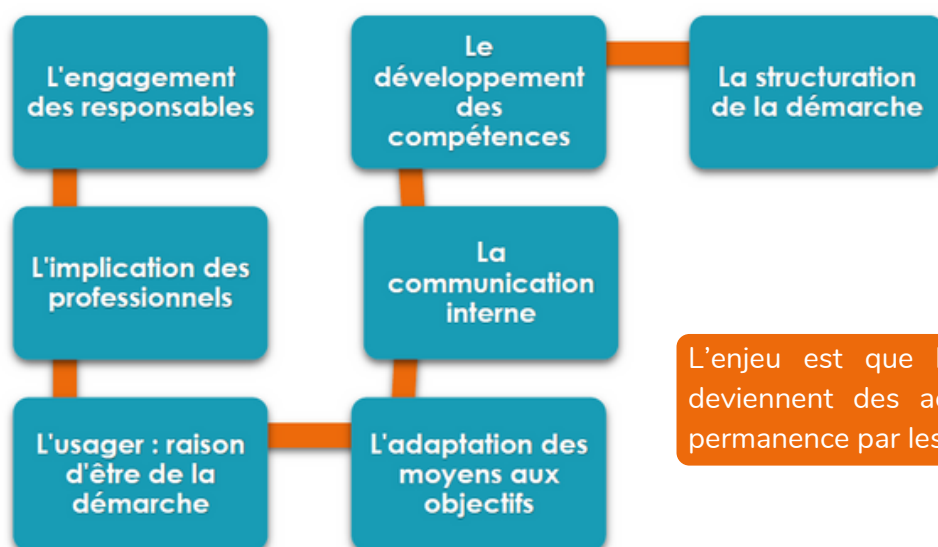 L'engagement
des responsables
L'implication des
professionnels
L'usager : raison
d'être de la
démarche
L'adaptation des
moyens aux
objectifs
La
communication
interne
Le
développement
des
compétences
La structuration
de la démarche
L'enjeu est que
deviennent des
permanence par les